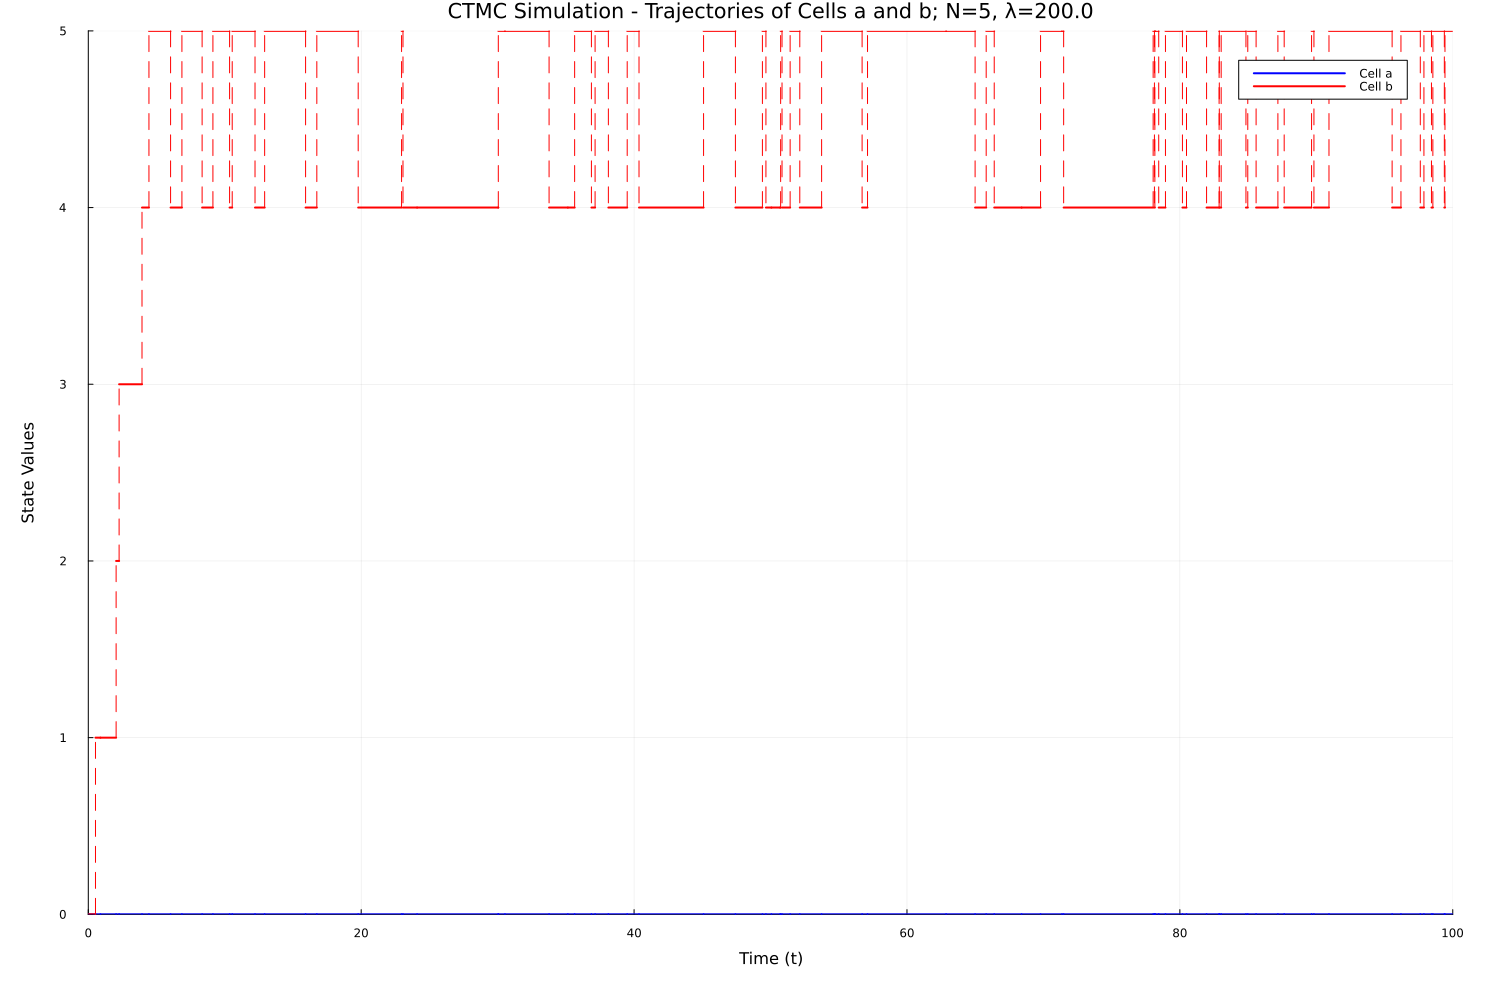 CTMC Simulation - Trajectories of Cells a and b; N=5, λ=200.0
5
Cell a
Cell b
4
3
State Values
2
1
0
0 20 40 60 80 100
Time (t)